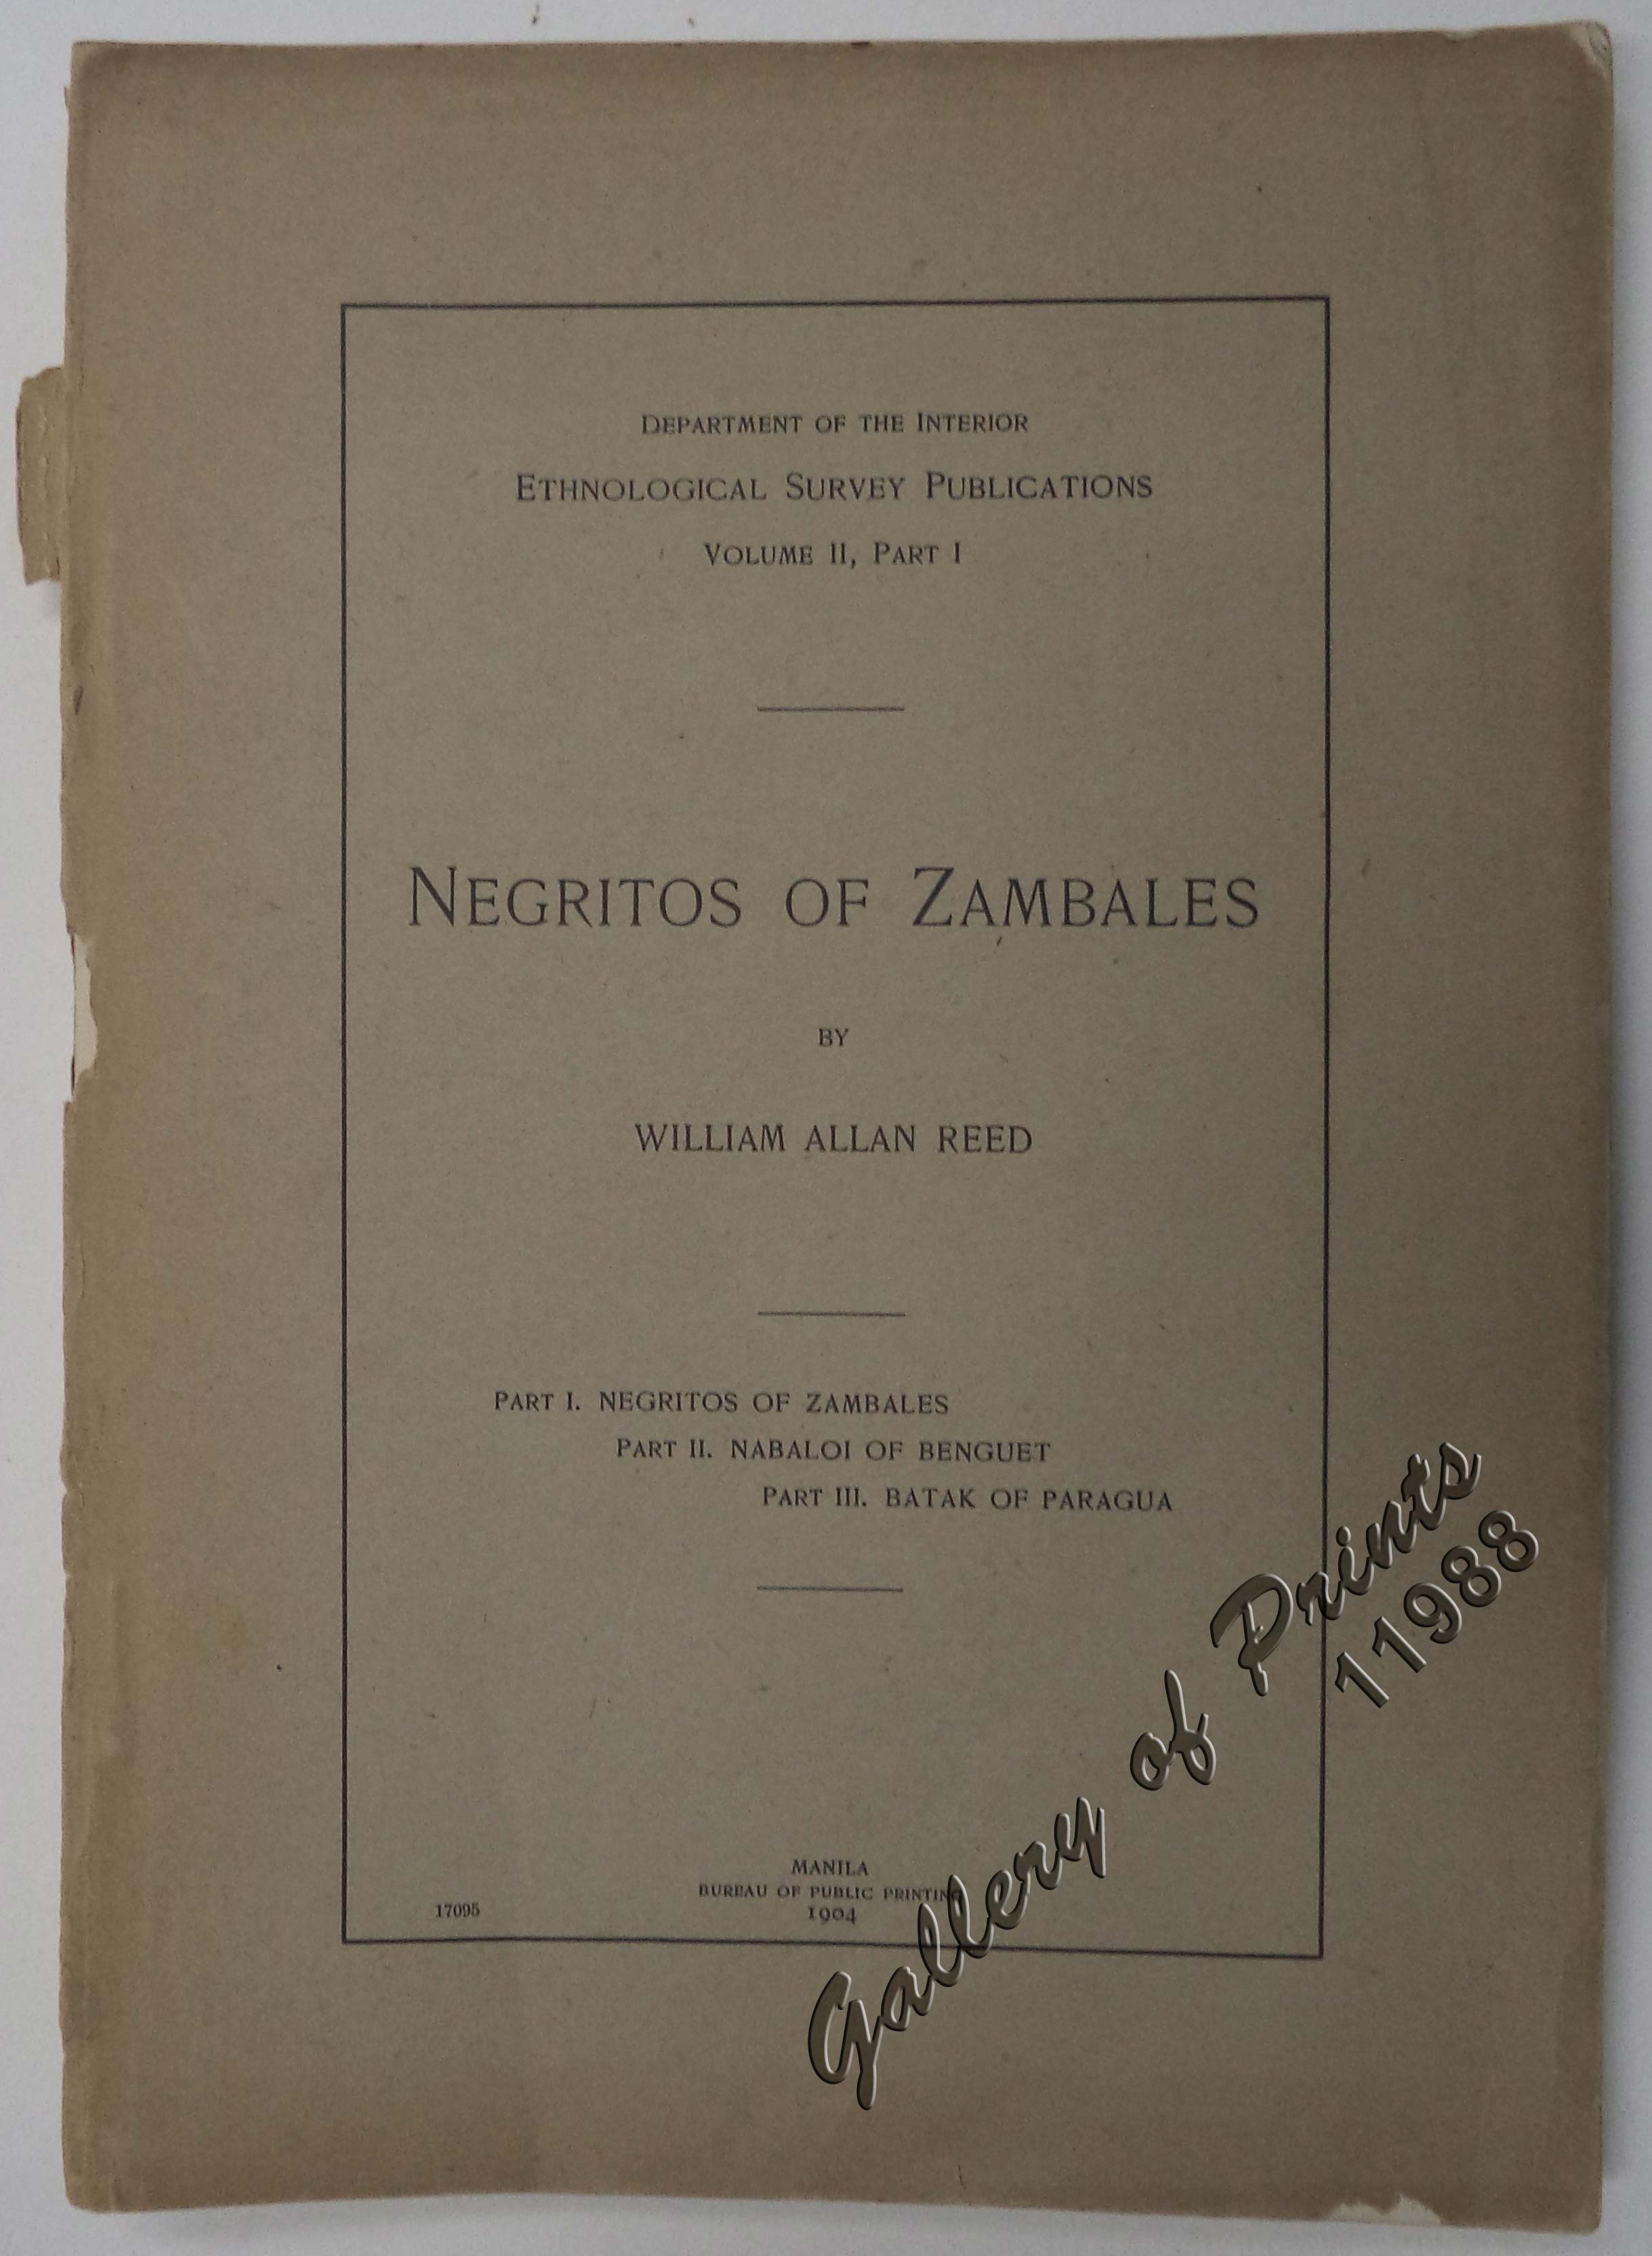 DEPARTMENT OF THE INTERIOR
ETHNOLOGICAL SURVEY PUBLICATIONS
VOLUME II, PART I
NEGRITOS OF ZAMBALES
BY
WILLIAM ALLAN REED
PART I. NEGRITOS OF ZAMBALES
PART II. NABALOI OF BENGUET
PART III. BATAK OF PARAGUA
MANILA
BUREAU OF PUBLIC PRINTING
1904
17095
Gallery of Prints
11988